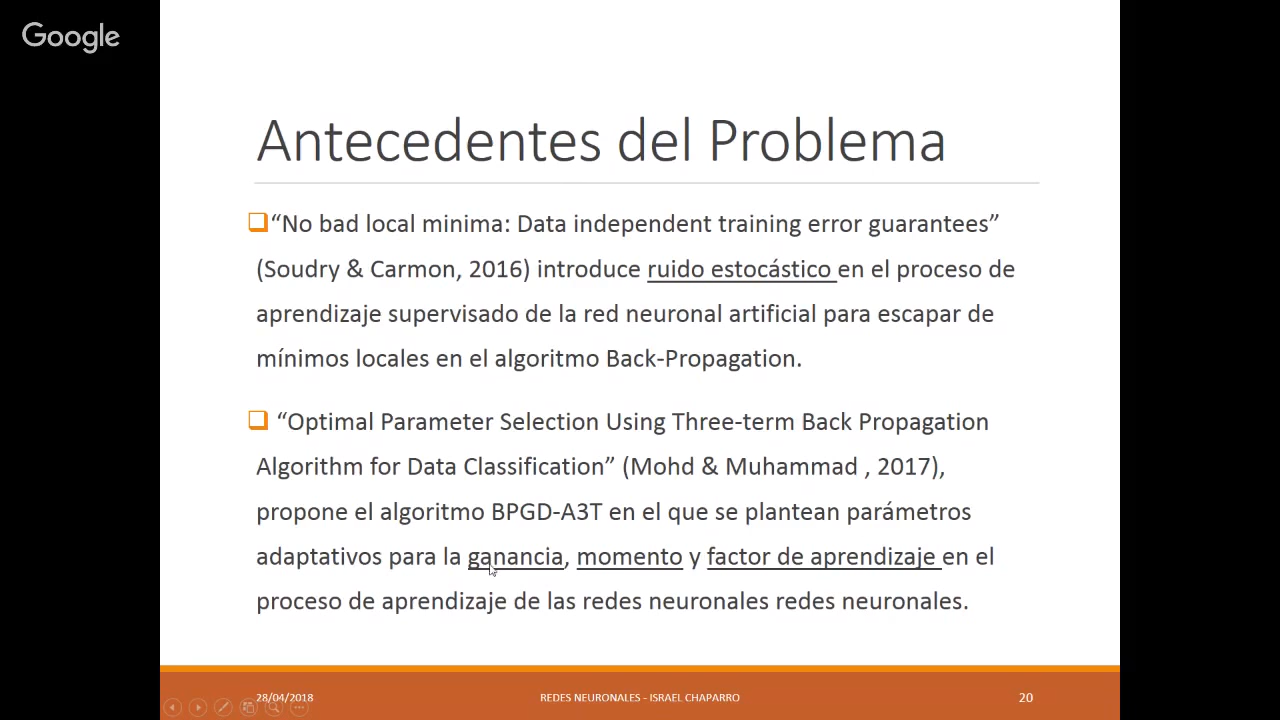 Google
Antecedentes del Problema
“No bad local minima: Data independent training error guarantees”
(Soudry & Carmon, 2016) introduce ruido estocástico en el proceso de
aprendizaje supervisado de la red neuronal artificial para escapar de
mínimos locales en el algoritmo Back-Propagation.
“Optimal Parameter Selection Using Three-term Back Propagation
Algorithm for Data Classification” (Mohd & Muhammad , 2017),
propone el algoritmo BPGD-A3T en el que se plantean parámetros
adaptativos para la ganancia, momento y factor de aprendizaje en el
proceso de aprendizaje de las redes neuronales redes neuronales.
28/04/2018
REDES NEURONALES - ISRAEL CHAPARRO
20